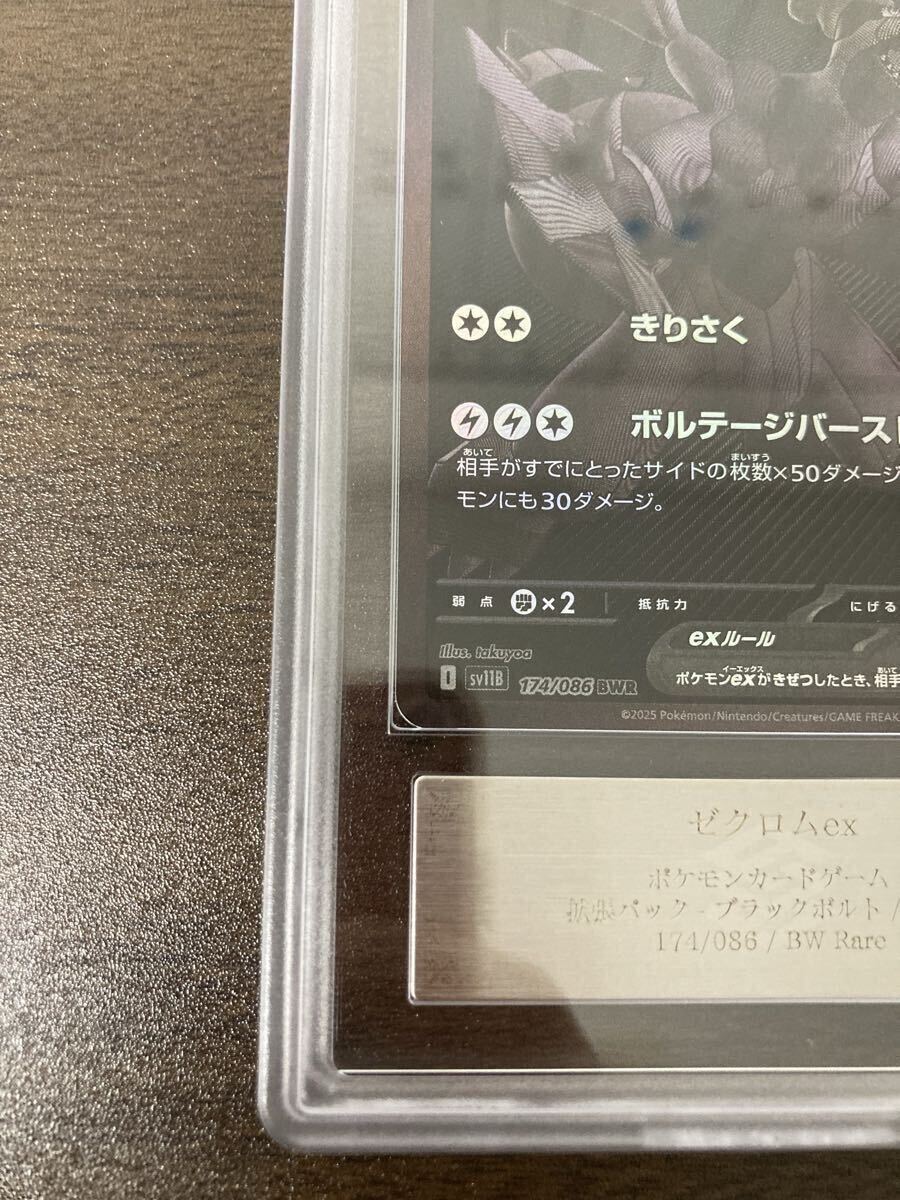 きりさく
ボルテージバースト
あいて まいすう
相手がすでにとったサイドの枚数×50ダメージ
モンにも30ダメージ。
弱点 ×2 抵抗力 にげる
exルール
Illus. takuyoa
イーエックス あいて
ポケモンexがきぜつしたとき、相手
I sv11B 174/086 BWR
©2025 Pokémon/Nintendo/Creatures/GAME FREAK
ゼクロムex
ポケモンカードゲーム
拡張パック - ブラックボルト /
174/086 / BW Rare